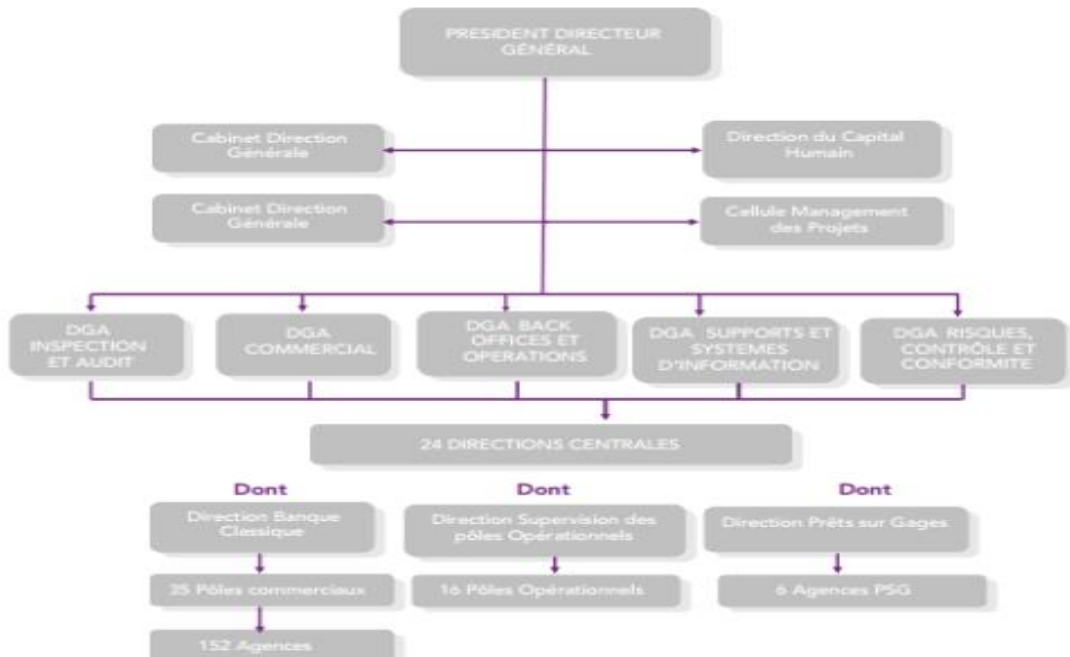 PRESIDENT DIRECTEUR
GÉNÉRAL
Cabinet Direction
Générale
Direction du Capital
Humain
Cabinet Direction
Générale
Cellule Management
des Projets
DGA
INSPECTION
ET AUDIT
DGA
COMMERCIAL
DGA BACK
OFFICES ET
OPERATIONS
DGA SUPPORTS ET
SYSTEMES
D'INFORMATION
DGA RISQUES,
CONTRÔLE ET
CONFORMITE
24 DIRECTIONS CENTRALES
Dont
Dont
Dont
Direction Banque
Classique
Direction Supervision des
pôles Opérationnels
Direction Prêts sur Gages
35 Pôles commerciaux
16 Pôles Opérationnels
6 Agences PSG
152 Agences